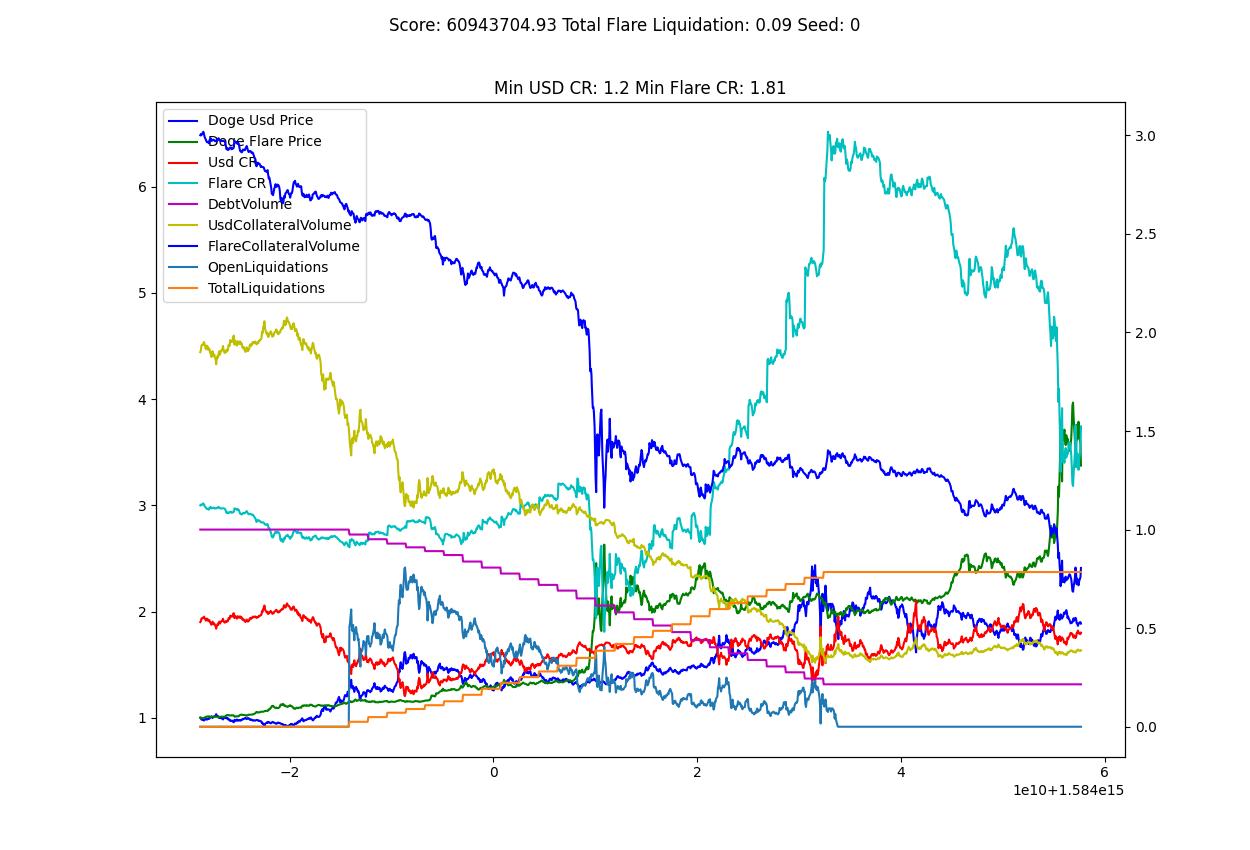 Score: 60943704.93 Total Flare Liquidation: 0.09 Seed: 0
Min USD CR: 1.2 Min Flare CR: 1.81
Doge Usd Price
Doge Flare Price
Usd CR
Flare CR
DebtVolume
UsdCollateralVolume
FlareCollateralVolume
OpenLiquidations
TotalLiquidations
6
5
4
3
2
1
3.0
2.5
2.0
1.5
1.0
0.5
0.0
−2
0
2
4
6
1e10+1.584e15